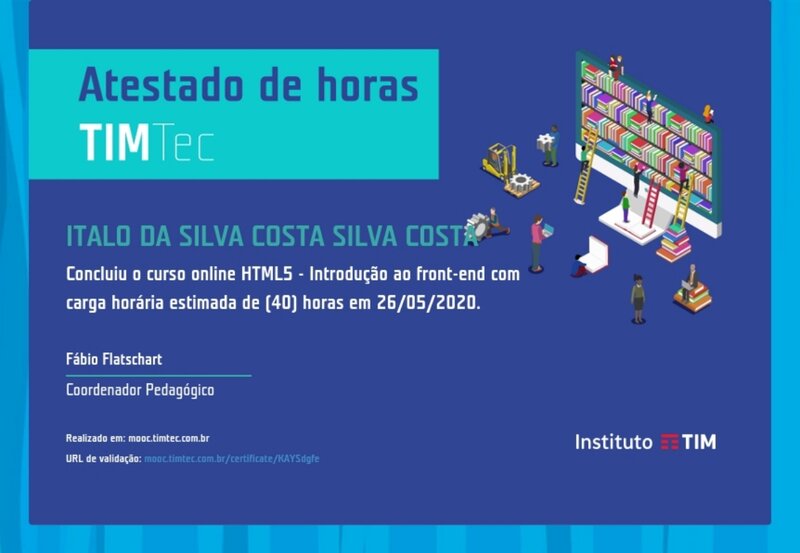 Atestado de horas
TIMTec
ITALO DA SILVA COSTA SILVA COSTA
Concluiu o curso online HTML5 - Introdução ao front-end com
carga horária estimada de (40) horas em 26/05/2020.
Fábio Flatschart
Coordenador Pedagógico
Realizado em: mooc.timtec.com.br
URL de validação: mooc.timtec.com.br/certificate/KAYSdgfe
Instituto TIM